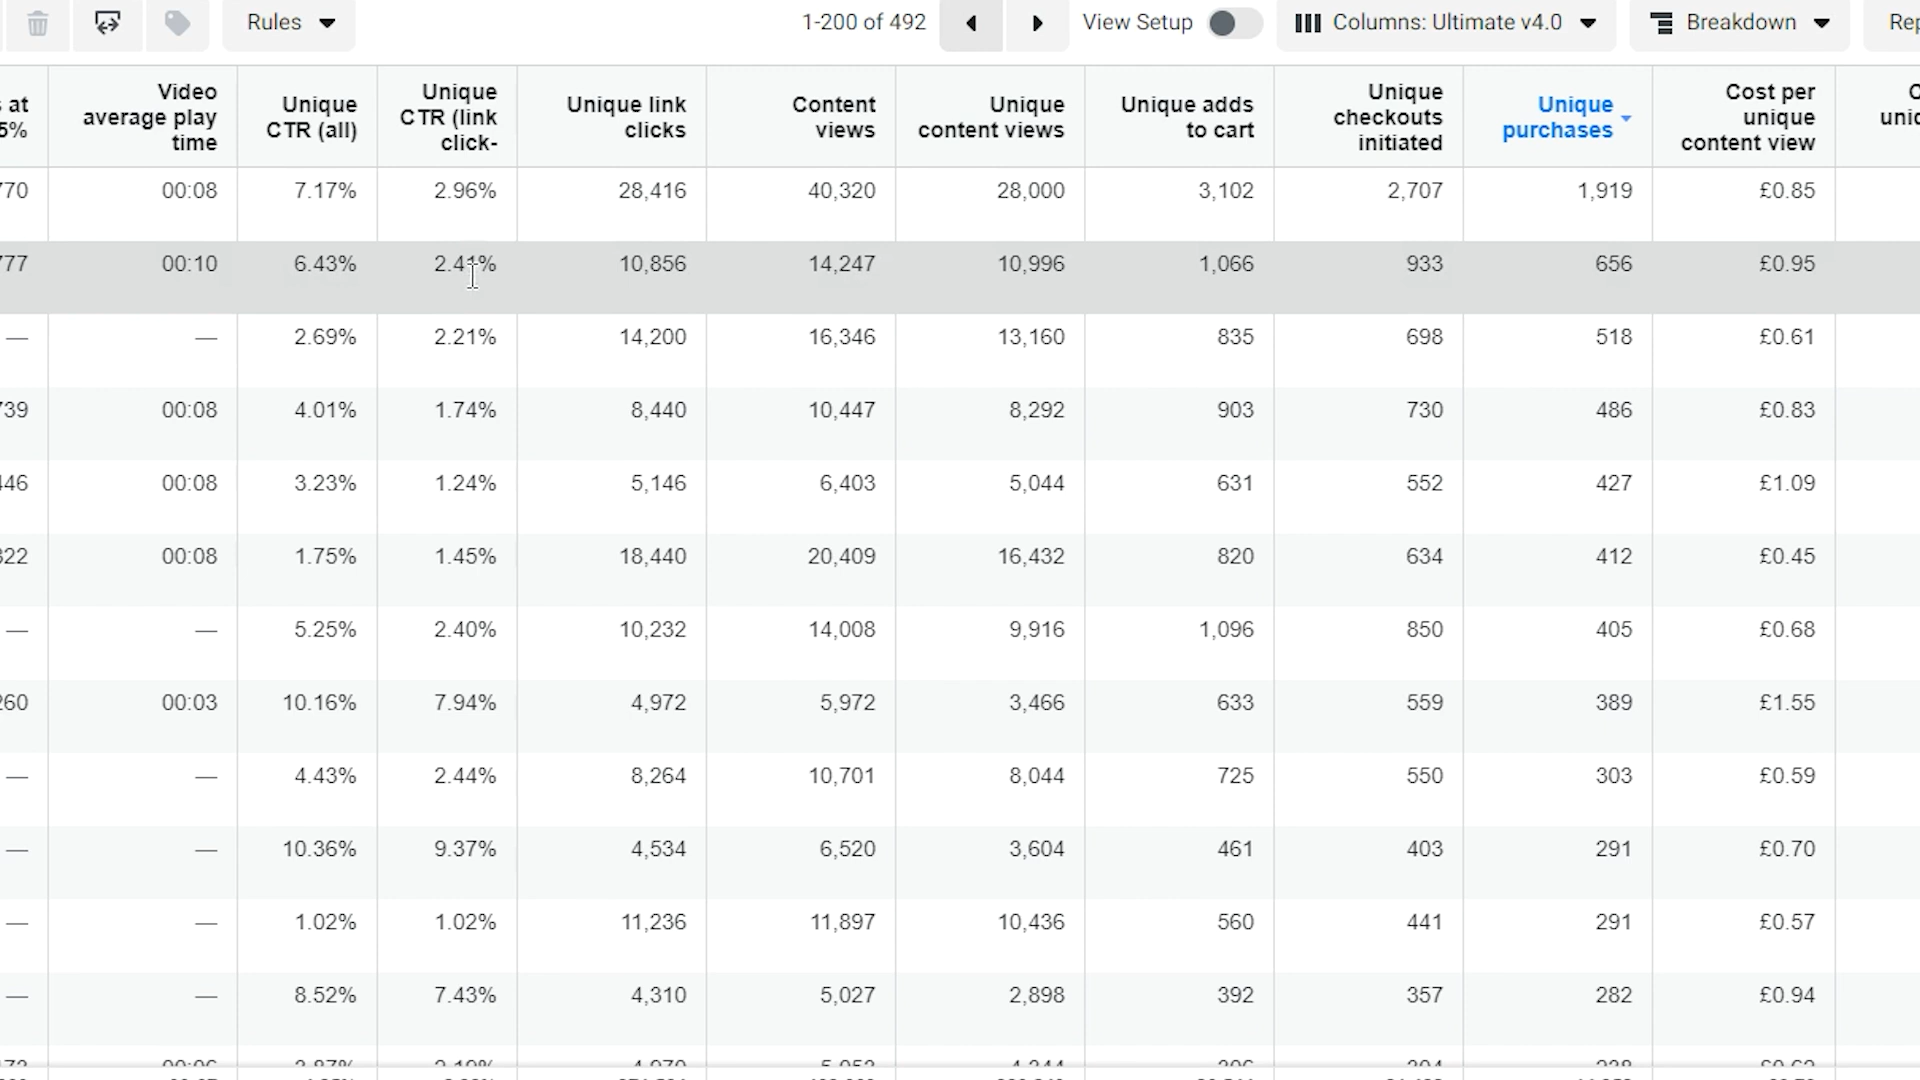 Rules 1-200 of 492 View Setup Columns: Ultimate v4.0 Breakdown
at Video average play time Unique CTR (all) Unique CTR (link click- Unique link clicks Content views Unique content views Unique adds to cart Unique checkouts initiated Unique purchases Cost per unique content view
00:08 7.17% 2.96% 28,416 40,320 28,000 3,102 2,707 1,919 £0.85
00:10 6.43% 2.41% 10,856 14,247 10,996 1,066 933 656 £0.95
— — 2.69% 2.21% 14,200 16,346 13,160 835 698 518 £0.61
00:08 4.01% 1.74% 8,440 10,447 8,292 903 730 486 £0.83
00:08 3.23% 1.24% 5,146 6,403 5,044 631 552 427 £1.09
00:08 1.75% 1.45% 18,440 20,409 16,432 820 634 412 £0.45
— — 5.25% 2.40% 10,232 14,008 9,916 1,096 850 405 £0.68
00:03 10.16% 7.94% 4,972 5,972 3,466 633 559 389 £1.55
— — 4.43% 2.44% 8,264 10,701 8,044 725 550 303 £0.59
— — 10.36% 9.37% 4,534 6,520 3,604 461 403 291 £0.70
— — 1.02% 1.02% 11,236 11,897 10,436 560 441 291 £0.57
— — 8.52% 7.43% 4,310 5,027 2,898 392 357 282 £0.94